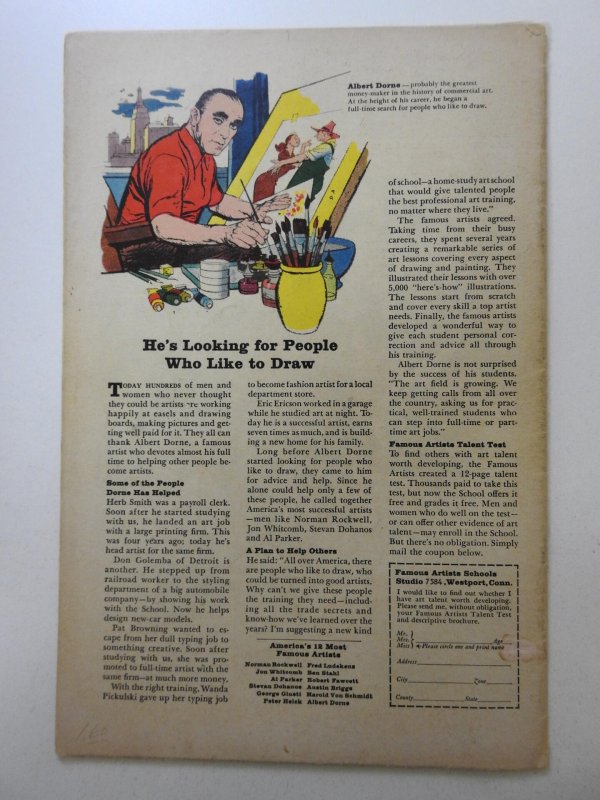 Albert Dorne—probably the greatest
money-maker in the history of commercial art.
At the height of his career, he began a
full-time search for people who like to draw.
D A
He's Looking for People
Who Like to Draw
TODAY HUNDREDS of men and
women who never thought
they could be artists are working
happily at easels and drawing
boards, making pictures and get-
ting well paid for it. They all can
thank Albert Dorne, a famous
artist who devotes almost his full
time to helping other people be-
come artists.
Some of the People
Dorne Has Helped
Herb Smith was a payroll clerk.
Soon after he started studying
with us, he landed an art job
with a large printing firm. This
was four years ago; today he's
head artist for the same firm.
Don Golemba of Detroit is
another. He stepped up from
railroad worker to the styling
department of a big automobile
company—by showing his work
with the School. Now he helps
design new-car models.
Pat Browning wanted to es-
cape from her dull typing job to
something creative. Soon after
studying with us, she was pro-
moted to full-time artist with the
same firm—at much more money.
With the right training, Wanda
Pickulski gave up her typing job
to become fashion artist for a local
department store.
Eric Ericson worked in a garage
while he studied art at night. To-
day he is a successful artist, earns
seven times as much, and is build-
ing a new home for his family.
Long before Albert Dorne
started looking for people who
like to draw, they came to him
for advice and help. Since he
alone could help only a few of
these people, he called together
America's most successful artists
—men like Norman Rockwell,
Jon Whitcomb, Stevan Dohanos
and Al Parker.
A Plan to Help Others
He said: "All over America, there
are people who like to draw, who
could be turned into good artists.
Why can't we give these people
the training they need—includ-
ing all the trade secrets and
know-how we've learned over the
years? I'm suggesting a new kind
America's 12 Most
Famous Artists
Norman Rockwell
Jon Whitcomb
Al Parker
Stevan Dohanos
George Giusti
Peter Helck
Fred Ludekens
Ben Stahl
Robert Fawcett
Austin Briggs
Harold Von Schmidt
Albert Dorne
of school—a home-study art school
that would give talented people
the best professional art training,
no matter where they live."
The famous artists agreed.
Taking time from their busy
careers, they spent several years
creating a remarkable series of
art lessons covering every aspect
of drawing and painting. They
illustrated their lessons with over
5,000 "here's-how" illustrations.
The lessons start from scratch
and cover every skill a top artist
needs. Finally, the famous artists
developed a wonderful way to
give each student personal cor-
rection and advice all through
his training.
Albert Dorne is not surprised
by the success of his students.
"The art field is growing. We
keep getting calls from all over
the country, asking us for prac-
tical, well-trained students who
can step into full-time or part-
time art jobs."
Famous Artists Talent Test
To find others with art talent
worth developing, the Famous
Artists created a 12-page talent
test. Thousands paid to take this
test, but now the School offers it
free and grades it free. Men and
women who do well on the test—
or can offer other evidence of art
talent—may enroll in the School.
But there's no obligation. Simply
mail the coupon below.
Famous Artists Schools
Studio 7584, Westport, Conn.
I would like to find out whether I
have art talent worth developing.
Please send me, without obligation,
your Famous Artists Talent Test
and descriptive brochure.
Mr.
Mrs. Age
Miss Please circle one and print name
Address
City Zone
County State